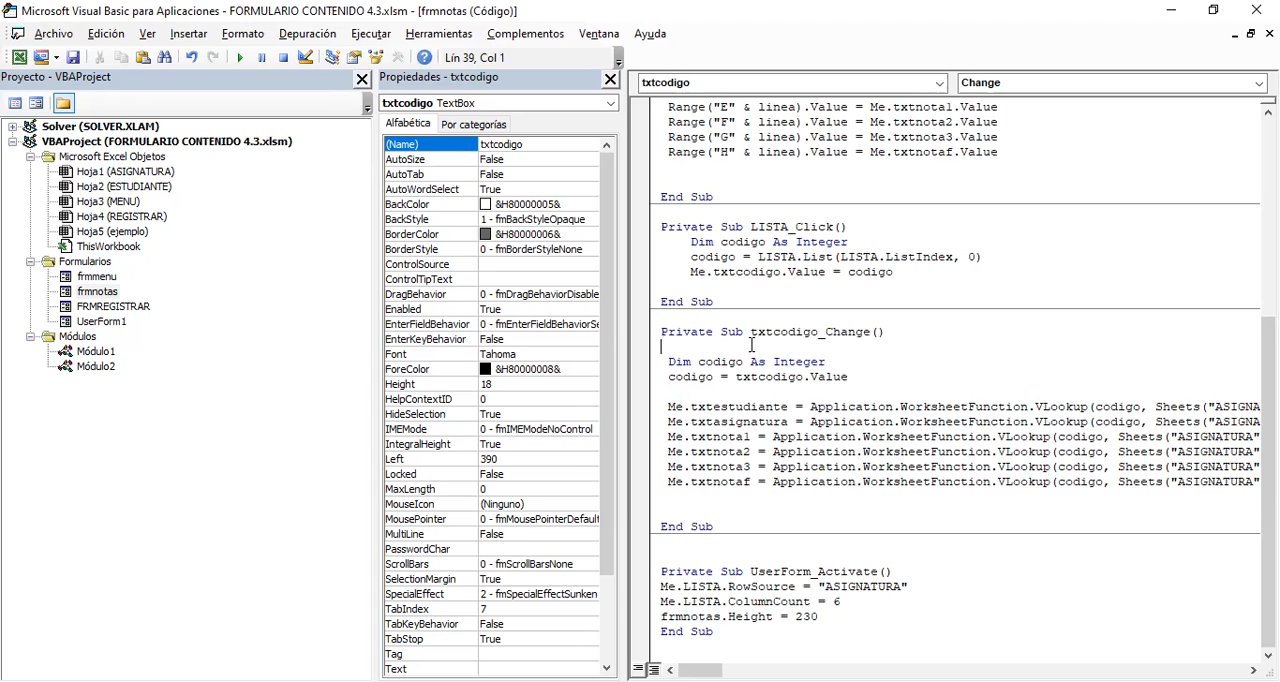 Microsoft Visual Basic para Aplicaciones - FORMULARIO CONTENIDO 4.3.xlsm - [frmnotas (Código)]
Archivo Edición Ver Insertar Formato Depuración Ejecutar Herramientas Complementos Ventana Ayuda
Lín 39, Col 1
Proyecto - VBAProject
Solver (SOLVER.XLAM)
VBAProject (FORMULARIO CONTENIDO 4.3.xlsm)
Microsoft Excel Objetos
Hoja1 (ASIGNATURA)
Hoja2 (ESTUDIANTE)
Hoja3 (MENU)
Hoja4 (REGISTRAR)
Hoja5 (ejemplo)
ThisWorkbook
Formularios
frmmenu
frmnotas
FRMREGISTRAR
UserForm1
Módulos
Módulo1
Módulo2
Propiedades - txtcodigo
txtcodigo TextBox
Alfabética Por categorías
(Name) txtcodigo
AutoSize False
AutoTab False
AutoWordSelect True
BackColor &H80000005&
BackStyle 1 - fmBackStyleOpaque
BorderColor &H80000006&
BorderStyle 0 - fmBorderStyleNone
ControlSource
ControlTipText
DragBehavior 0 - fmDragBehaviorDisable
Enabled True
EnterFieldBehavior 0 - fmEnterFieldBehaviorSe
EnterKeyBehavior False
Font Tahoma
ForeColor &H80000008&
Height 18
HelpContextID 0
HideSelection True
IMEMode 0 - fmIMEModeNoControl
IntegralHeight True
Left 390
Locked False
MaxLength 0
MouseIcon (Ninguno)
MousePointer 0 - fmMousePointerDefault
MultiLine False
PasswordChar
ScrollBars 0 - fmScrollBarsNone
SelectionMargin True
SpecialEffect 2 - fmSpecialEffectSunken
TabIndex 7
TabKeyBehavior False
TabStop True
Tag
Text
txtcodigo Change
Range("E" & linea).Value = Me.txtnota1.Value
Range("F" & linea).Value = Me.txtnota2.Value
Range("G" & linea).Value = Me.txtnota3.Value
Range("H" & linea).Value = Me.txtnotaf.Value
End Sub
Private Sub LISTA_Click()
Dim codigo As Integer
codigo = LISTA.List(LISTA.ListIndex, 0)
Me.txtcodigo.Value = codigo
End Sub
Private Sub txtcodigo_Change()
Dim codigo As Integer
codigo = txtcodigo.Value
Me.txtestudiante = Application.WorksheetFunction.VLookup(codigo, Sheets("ASIGNA
Me.txtasignatura = Application.WorksheetFunction.VLookup(codigo, Sheets("ASIGNA
Me.txtnota1 = Application.WorksheetFunction.VLookup(codigo, Sheets("ASIGNATURA"
Me.txtnota2 = Application.WorksheetFunction.VLookup(codigo, Sheets("ASIGNATURA"
Me.txtnota3 = Application.WorksheetFunction.VLookup(codigo, Sheets("ASIGNATURA"
Me.txtnotaf = Application.WorksheetFunction.VLookup(codigo, Sheets("ASIGNATURA"
End Sub
Private Sub UserForm_Activate()
Me.LISTA.RowSource = "ASIGNATURA"
Me.LISTA.ColumnCount = 6
frmnotas.Height = 230
End Sub